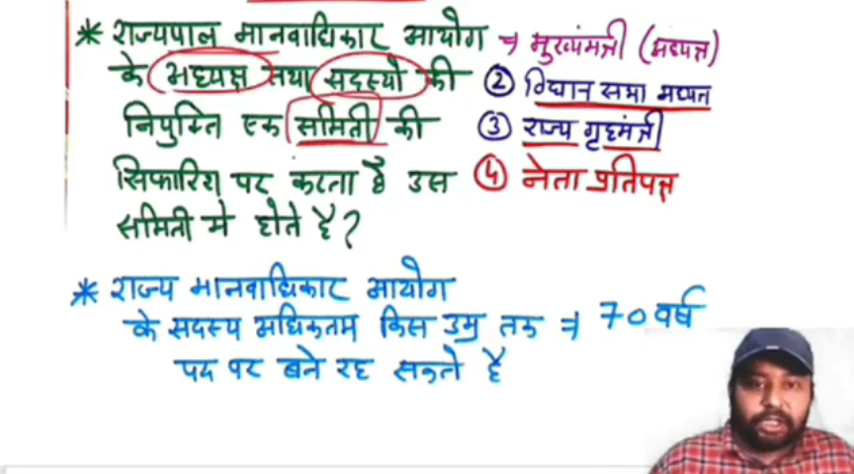 * राज्यपाल मानवाधिकार आयोग → मुख्यमंत्री (अध्यक्ष)
के अध्यक्ष तथा सदस्यो की ② विधान सभा अध्यक्ष
नियुक्ति एक समिती की ③ राज्य गृहमंत्री
सिफारिश पर करता है उस ④ नेता प्रतिपक्ष
समिती मे होते है?
* राज्य मानवाधिकार आयोग
के सदस्य अधिकतम किस उम्र तक ⇒ 70 वर्ष
पद पर बने रह सकते है